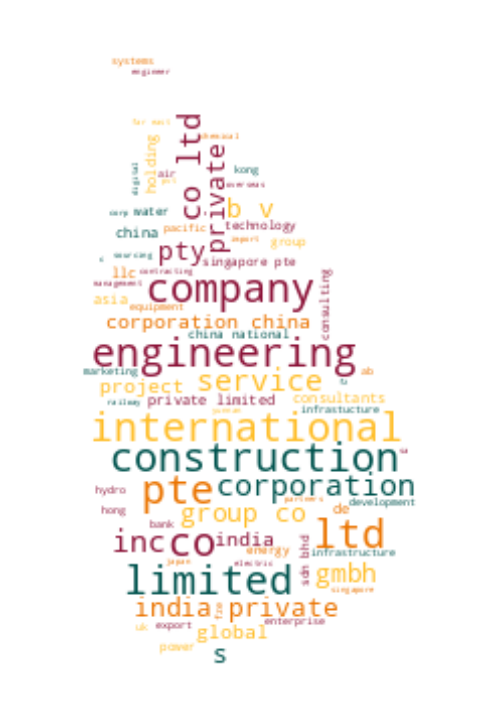 systems
engineer
far east
chemical
co ltd
private
holding
digital
air
kong
overseas
b v
corp
water
technology
pacific
china
import
group
pty
sourcing
singapore pte
llc
contracting
consulting
management
company
asia
equipment
corporation china
china national
engineering
marketing
ab
project
service
railway
private limited
consultants
infrastucture
international
construction
sa
pte
corporation
hydro
partners
development
hong
group co
de
bank
ltd
inc
co
india
energy
infrastructure
japan
electric
sdn bhd
limited
gmbh
singapore
india
fze
private
uk
export
enterprise
global
power
s